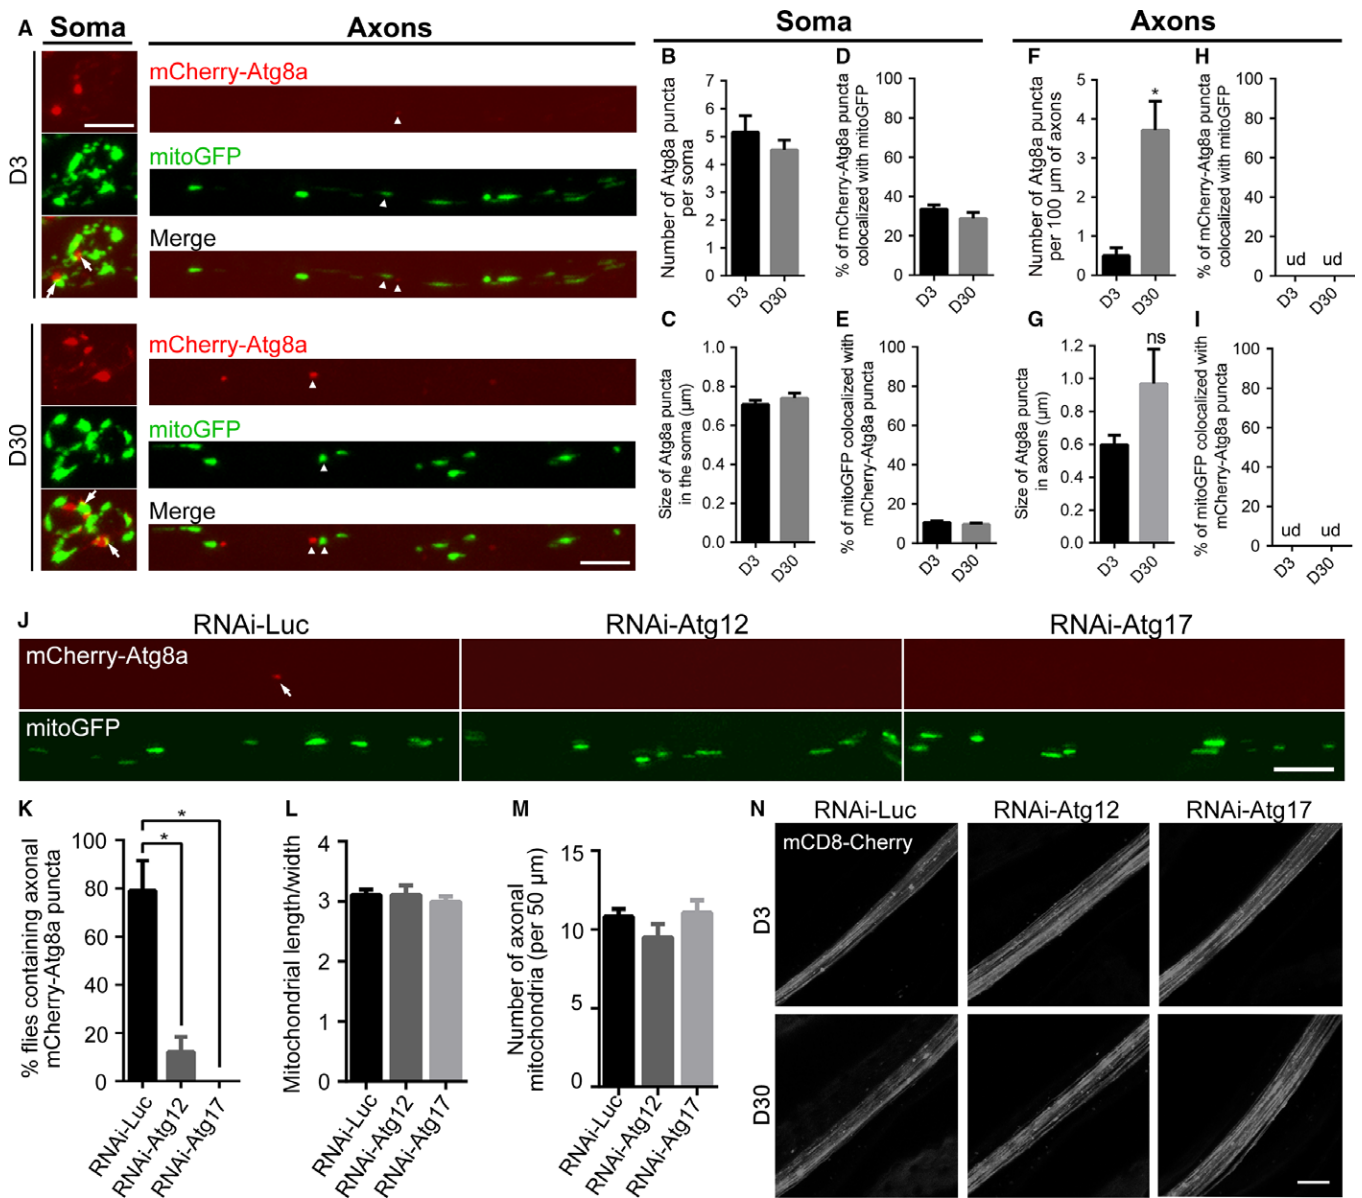 A
Soma
Axons
D3
mCherry-Atg8a
mitoGFP
Merge
D30
mCherry-Atg8a
mitoGFP
Merge
Soma
Axons
B
Number of Atg8a puncta
per soma
7
6
5
4
3
2
1
0
D3
D30
D
% of mCherry-Atg8a puncta
colocalized with mitoGFP
100
80
60
40
20
0
D3
D30
F
Number of Atg8a puncta
per 100 µm of axons
5
4
3
2
1
0
*
D3
D30
H
% of mCherry-Atg8a puncta
colocalized with mitoGFP
100
80
60
40
20
0
ud
ud
D3
D30
C
Size of Atg8a puncta
in the soma (µm)
1.0
0.8
0.6
0.4
0.2
0.0
D3
D30
E
% of mitoGFP colocalized with
mCherry-Atg8a puncta
100
80
60
40
20
0
D3
D30
G
Size of Atg8a puncta
in axons (µm)
1.2
1.0
0.8
0.6
0.4
0.2
0.0
ns
D3
D30
I
% of mitoGFP colocalized with
mCherry-Atg8a puncta
100
80
60
40
20
0
ud
ud
D3
D30
J
RNAi-Luc
RNAi-Atg12
RNAi-Atg17
mCherry-Atg8a
mitoGFP
K
% flies containing axonal
mCherry-Atg8a puncta
100
80
60
40
20
0
*
*
RNAi-Luc
RNAi-Atg12
RNAi-Atg17
L
Mitochondrial length/width
4
3
2
1
0
RNAi-Luc
RNAi-Atg12
RNAi-Atg17
M
Number of axonal
mitochondria (per 50 µm)
15
10
5
0
RNAi-Luc
RNAi-Atg12
RNAi-Atg17
N
RNAi-Luc
RNAi-Atg12
RNAi-Atg17
mCD8-Cherry
D3
D30